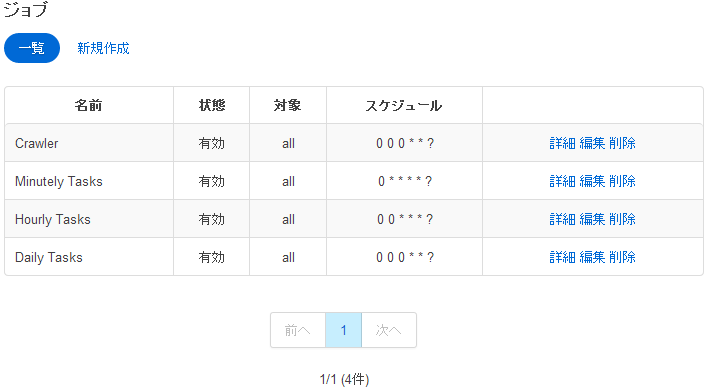 ジョブ
一覧 新規作成
名前 状態 対象 スケジュール
Crawler 有効 all 0 0 0 * * ? 詳細 編集 削除
Minutely Tasks 有効 all 0 * * * * ? 詳細 編集 削除
Hourly Tasks 有効 all 0 0 * * * ? 詳細 編集 削除
Daily Tasks 有効 all 0 0 0 * * ? 詳細 編集 削除
前へ 1 次へ
1/1 (4件)